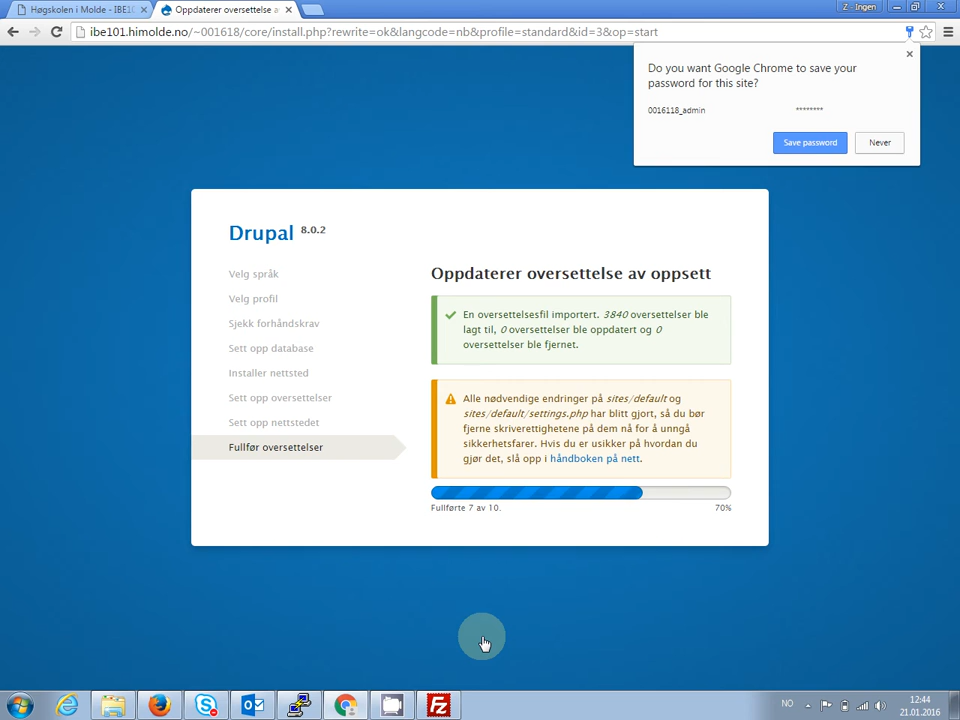 Høgskolen i Molde - IBE10
Oppdaterer oversettelse a
Z - Ingen
ibe101.himolde.no/~001618/core/install.php?rewrite=ok&langcode=nb&profile=standard&id=3&op=start
Do you want Google Chrome to save your
password for this site?
0016118_admin ********
Save password Never
Drupal 8.0.2
Velg språk
Velg profil
Sjekk forhåndskrav
Sett opp database
Installer nettsted
Sett opp oversettelser
Sett opp nettstedet
Fullfør oversettelser
Oppdaterer oversettelse av oppsett
En oversettelsesfil importert. 3840 oversettelser ble
lagt til, 0 oversettelser ble oppdatert og 0
oversettelser ble fjernet.
Alle nødvendige endringer på sites/default og
sites/default/settings.php har blitt gjort, så du bør
fjerne skriverettighetene på dem nå for å unngå
sikkerhetsfarer. Hvis du er usikker på hvordan du
gjør det, slå opp i håndboken på nett.
Fullførte 7 av 10. 70%
NO
12:44
21.01.2016